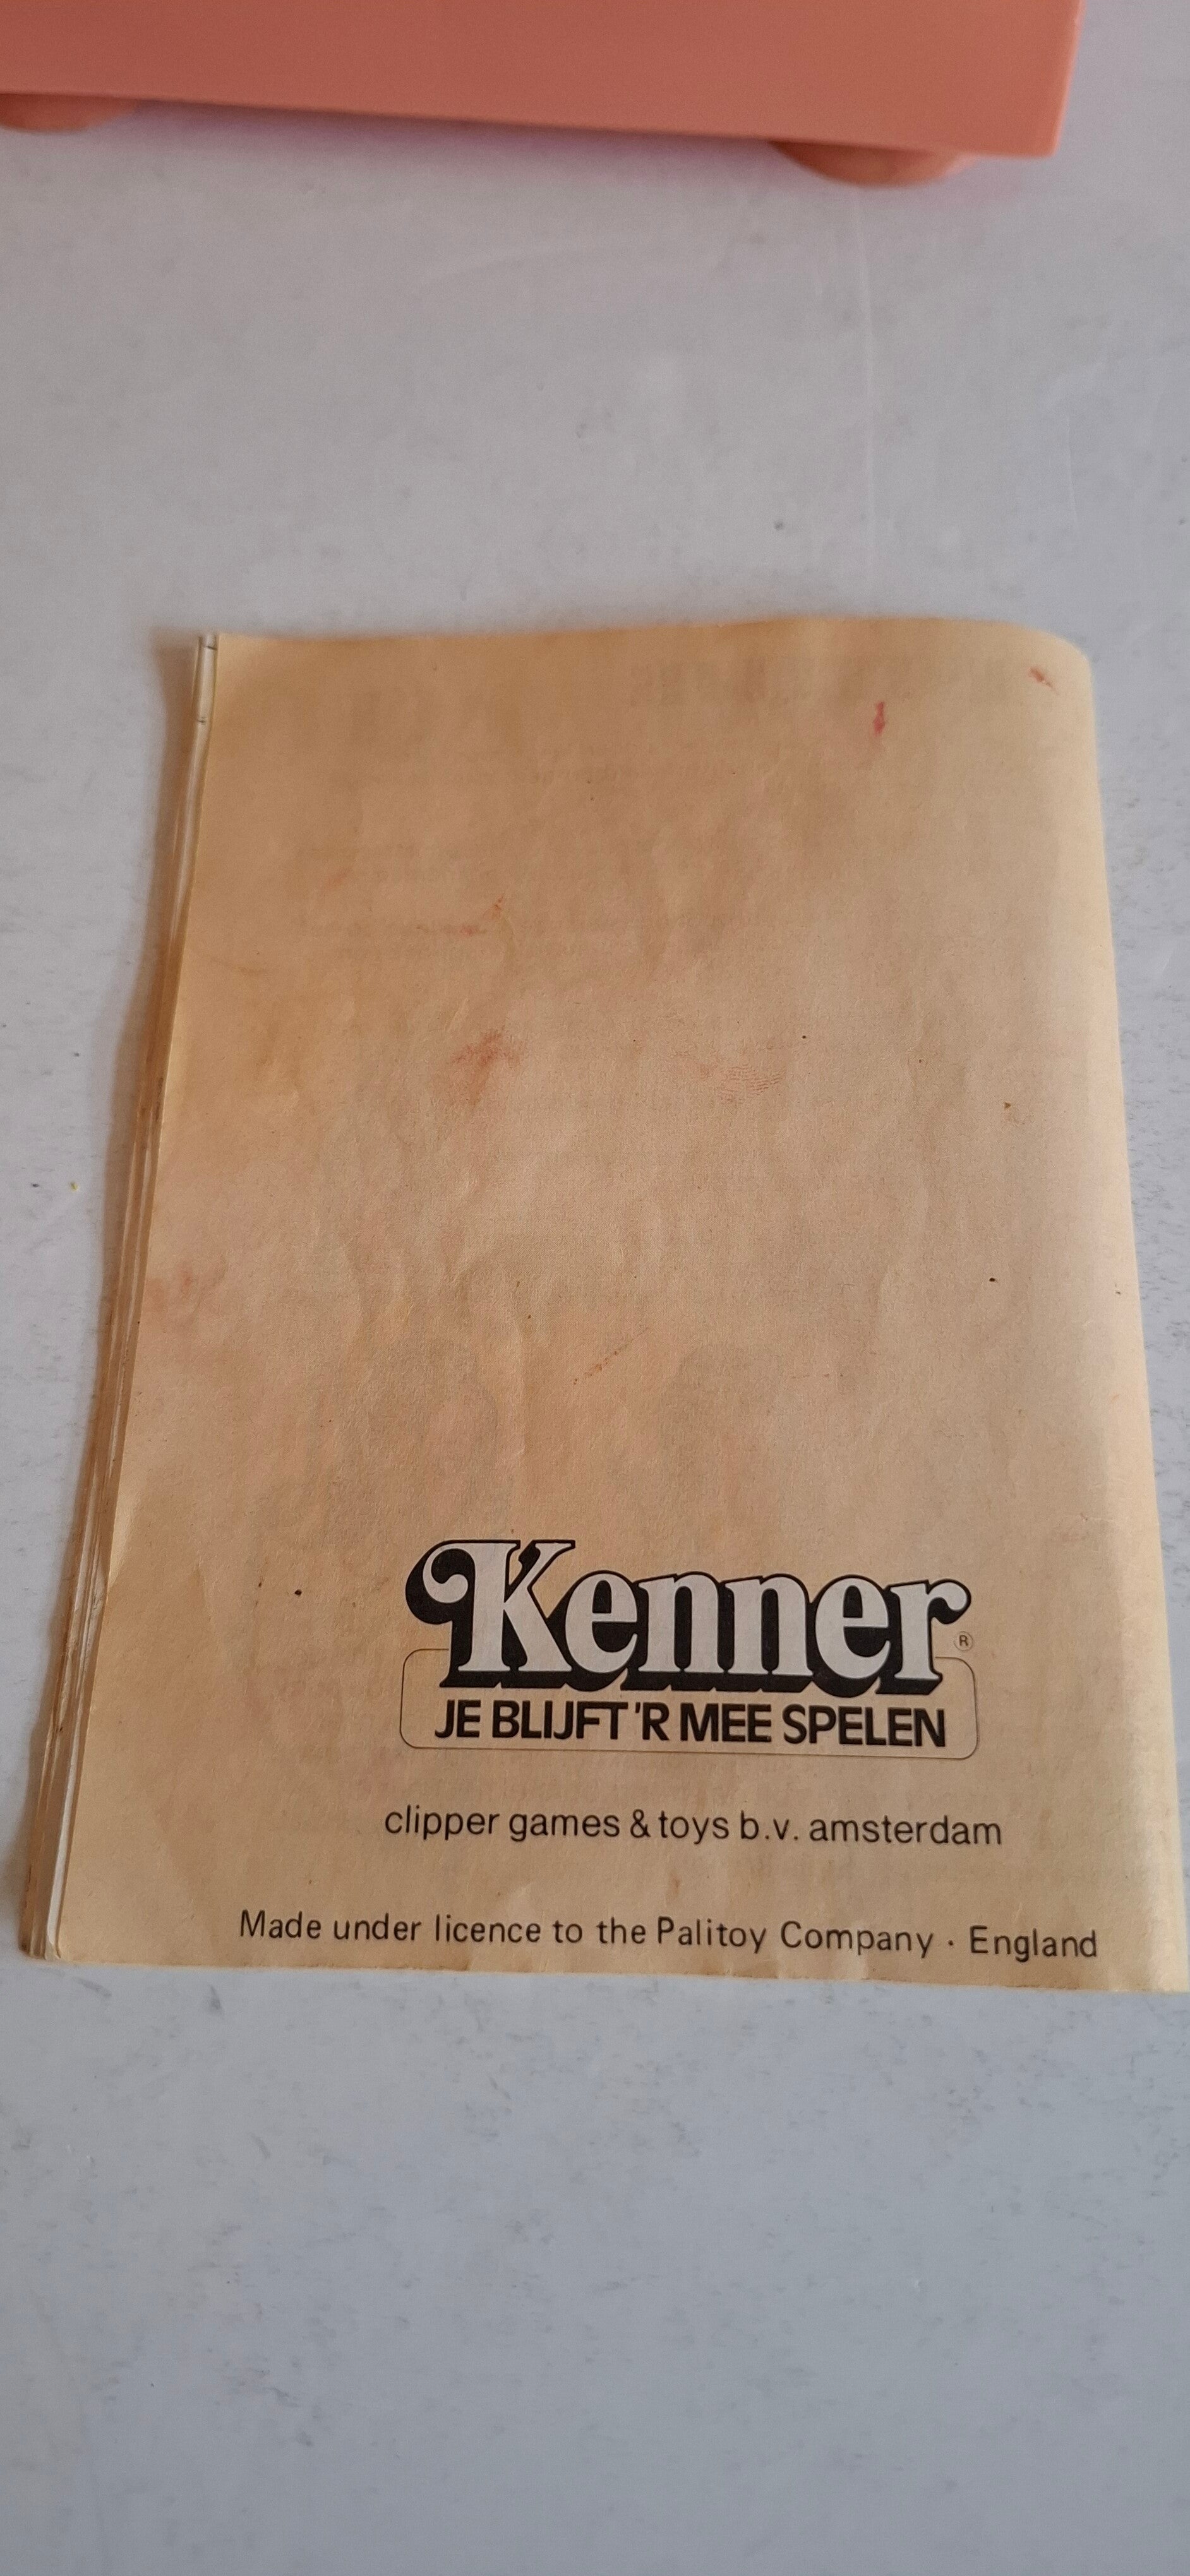 Kenner®
JE BLIJFT 'R MEE SPELEN
clipper games & toys b.v. amsterdam
Made under licence to the Palitoy Company · England